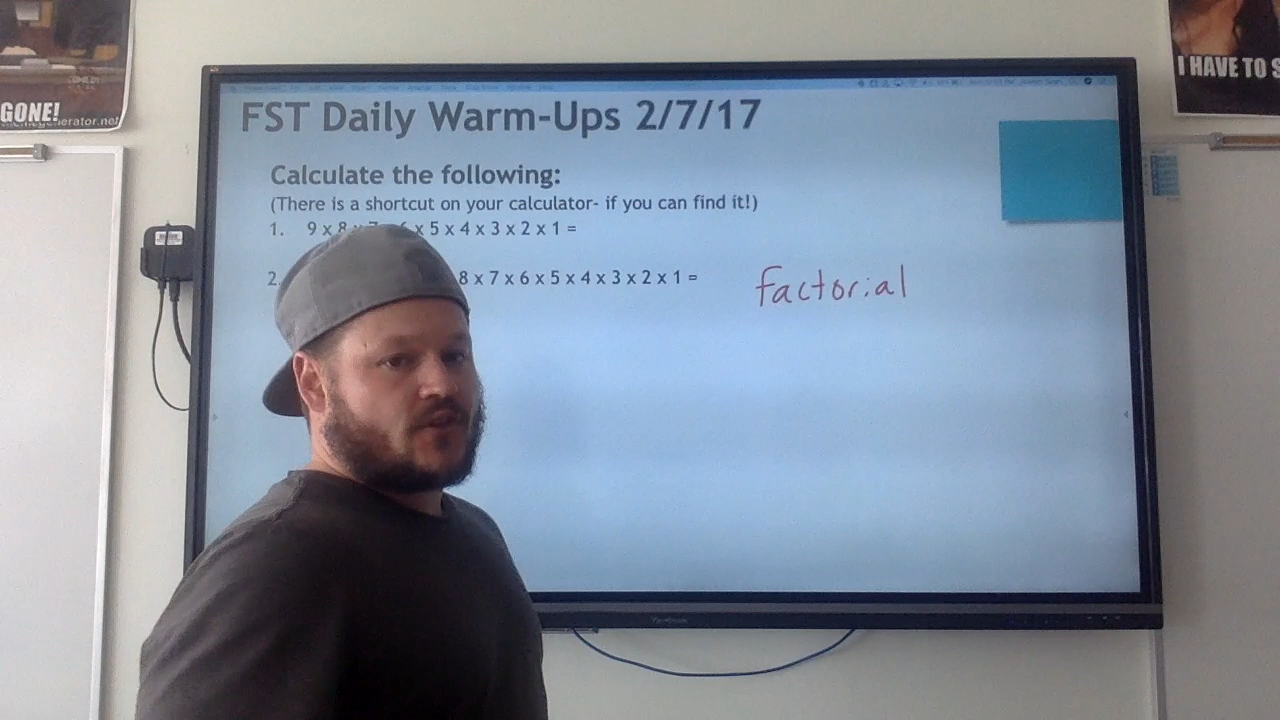 GONE!
I HAVE TO
FST Daily Warm-Ups 2/7/17
Calculate the following:
(There is a shortcut on your calculator- if you can find it!)
1. 9 x 8 x 5 x 4 x 3 x 2 x 1 =
2. 8 x 7 x 6 x 5 x 4 x 3 x 2 x 1 =
factorial